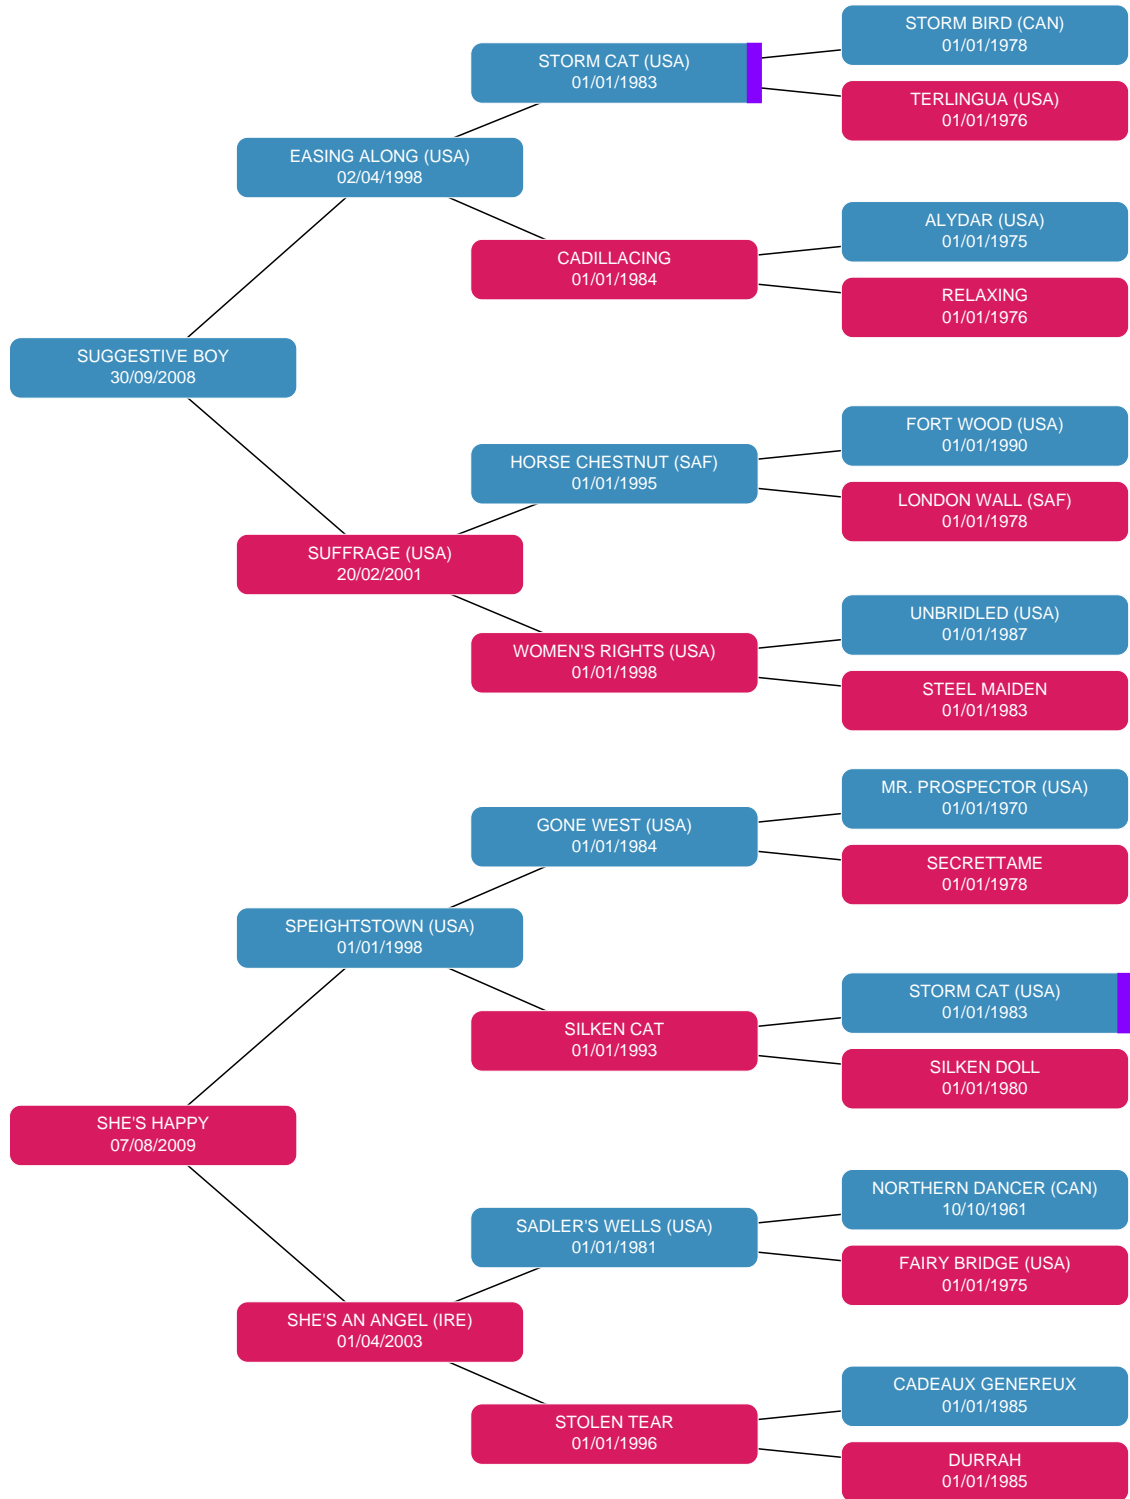 STORM BIRD (CAN)
01/01/1978
STORM CAT (USA)
01/01/1983
TERLINGUA (USA)
01/01/1976
EASING ALONG (USA)
02/04/1998
ALYDAR (USA)
01/01/1975
CADILLACING
01/01/1984
RELAXING
01/01/1976
SUGGESTIVE BOY
30/09/2008
FORT WOOD (USA)
01/01/1990
HORSE CHESTNUT (SAF)
01/01/1995
LONDON WALL (SAF)
01/01/1978
SUFFRAGE (USA)
20/02/2001
UNBRIDLED (USA)
01/01/1987
WOMEN'S RIGHTS (USA)
01/01/1998
STEEL MAIDEN
01/01/1983
MR. PROSPECTOR (USA)
01/01/1970
GONE WEST (USA)
01/01/1984
SECRETTAME
01/01/1978
SPEIGHTSTOWN (USA)
01/01/1998
STORM CAT (USA)
01/01/1983
SILKEN CAT
01/01/1993
SILKEN DOLL
01/01/1980
SHE'S HAPPY
07/08/2009
NORTHERN DANCER (CAN)
10/10/1961
SADLER'S WELLS (USA)
01/01/1981
FAIRY BRIDGE (USA)
01/01/1975
SHE'S AN ANGEL (IRE)
01/04/2003
CADEAUX GENEREUX
01/01/1985
STOLEN TEAR
01/01/1996
DURRAH
01/01/1985